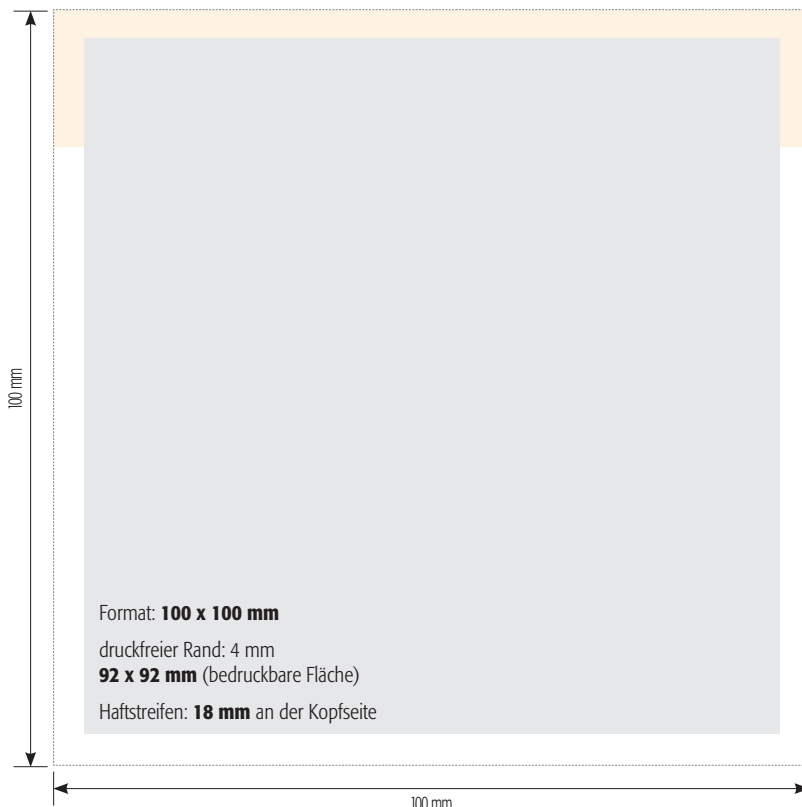 100 mm
Format: 100 x 100 mm
druckfreier Rand: 4 mm
92 x 92 mm (bedruckbare Fläche)
Haftstreifen: 18 mm an der Kopfseite
100 mm